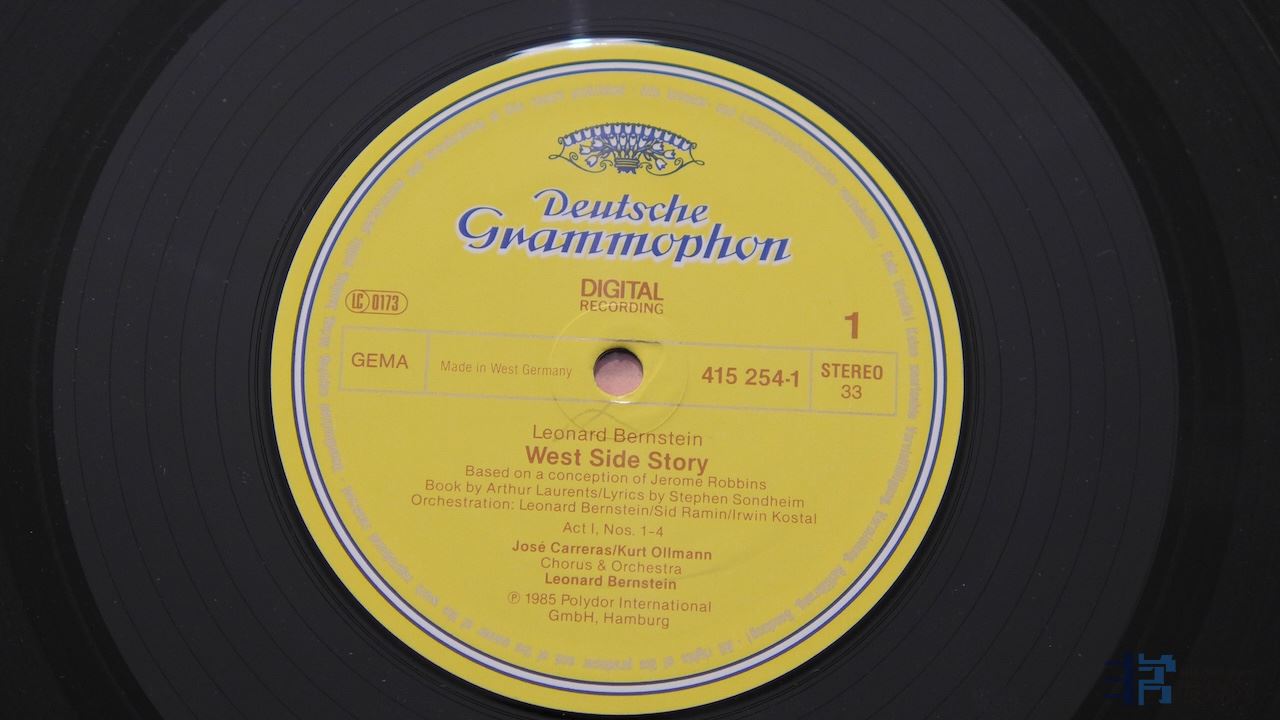 Deutsche
Grammophon
DIGITAL
RECORDING
LC 0173
1
GEMA
Made in West Germany
415 254-1
STEREO
33
Leonard Bernstein
West Side Story
Based on a conception of Jerome Robbins
Book by Arthur Laurents/Lyrics by Stephen Sondheim
Orchestration: Leonard Bernstein/Sid Ramin/Irwin Kostal
Act I, Nos. 1-4
José Carreras/Kurt Ollmann
Chorus & Orchestra
Leonard Bernstein
℗ 1985 Polydor International
GmbH, Hamburg